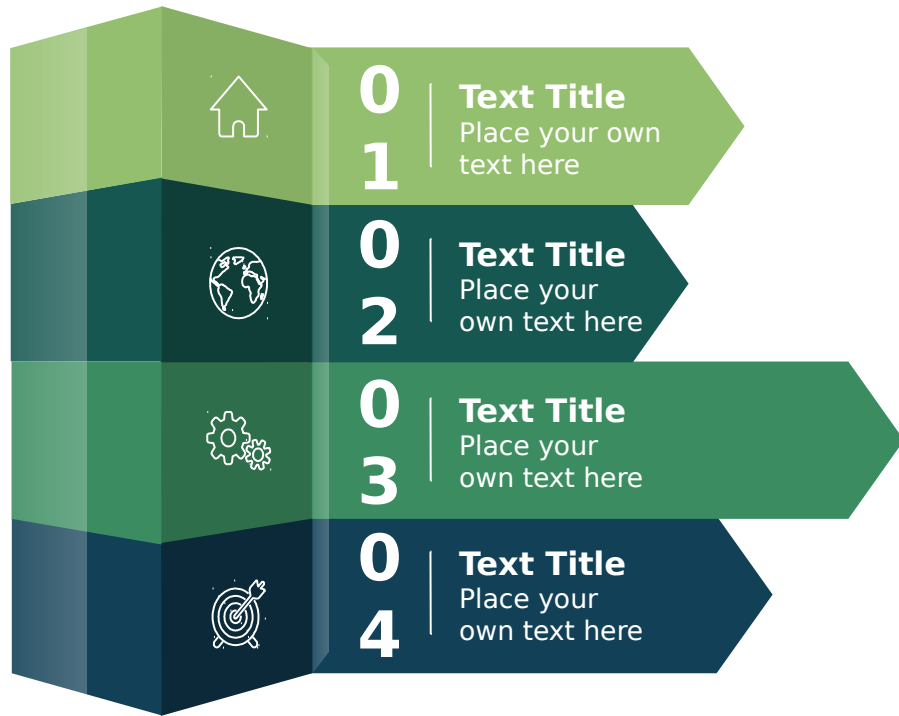 0
1
Text Title
Place your own
text here
0
2
Text Title
Place your
own text here
0
3
Text Title
Place your
own text here
0
4
Text Title
Place your
own text here